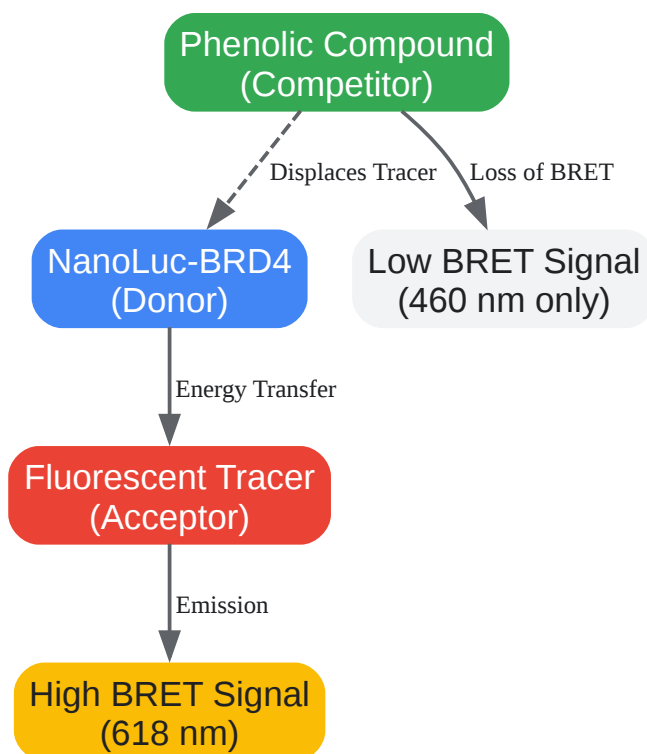 Phenolic Compound
(Competitor)
Displaces Tracer
Loss of BRET
NanoLuc-BRD4
(Donor)
Low BRET Signal
(460 nm only)
Energy Transfer
Fluorescent Tracer
(Acceptor)
Emission
High BRET Signal
(618 nm)